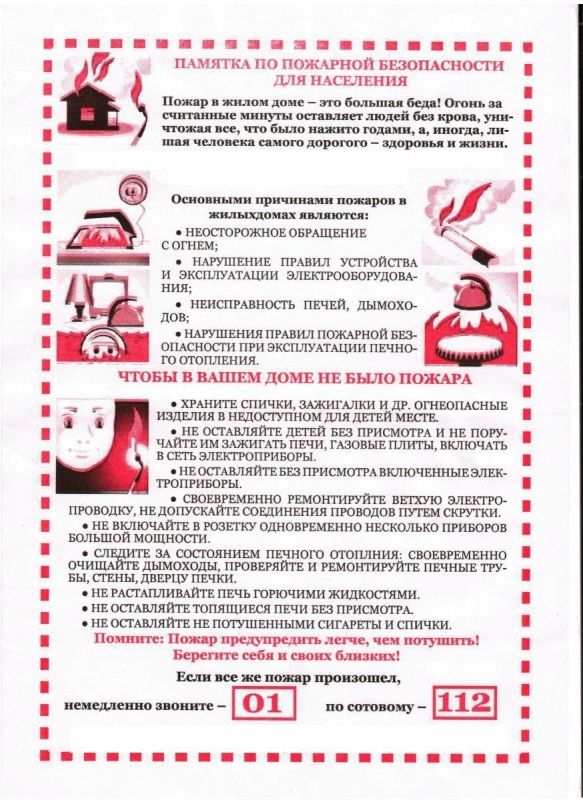 ПАМЯТКА ПО ПОЖАРНОЙ БЕЗОПАСНОСТИ
ДЛЯ НАСЕЛЕНИЯ
Пожар в жилом доме – это большая беда! Огонь за
считанные минуты оставляет людей без крова, уни-
чтожая все, что было нажито годами, а, иногда, ли-
шая человека самого дорогого – здоровья и жизни.
Основными причинами пожаров в
жилыхдомах являются:
● НЕОСТОРОЖНОЕ ОБРАЩЕНИЕ
С ОГНЕМ;
● НАРУШЕНИЕ ПРАВИЛ УСТРОЙСТВА
И ЭКСПЛУАТАЦИИ ЭЛЕКТРООБОРУДОВА-
НИЯ;
● НЕИСПРАВНОСТЬ ПЕЧЕЙ, ДЫМОХО-
ДОВ;
● НАРУШЕНИЯ ПРАВИЛ ПОЖАРНОЙ БЕЗ-
ОПАСНОСТИ ПРИ ЭКСПЛУАТАЦИИ ПЕЧНО-
ГО ОТОПЛЕНИЯ.
ЧТОБЫ В ВАШЕМ ДОМЕ НЕ БЫЛО ПОЖАРА
● ХРАНИТЕ СПИЧКИ, ЗАЖИГАЛКИ И ДР. ОГНЕОПАСНЫЕ
ИЗДЕЛИЯ В НЕДОСТУПНОМ ДЛЯ ДЕТЕЙ МЕСТЕ.
● НЕ ОСТАВЛЯЙТЕ ДЕТЕЙ БЕЗ ПРИСМОТРА И НЕ ПОРУ-
ЧАЙТЕ ИМ ЗАЖИГАТЬ ПЕЧИ, ГАЗОВЫЕ ПЛИТЫ, ВКЛЮЧАТЬ
В СЕТЬ ЭЛЕКТРОПРИБОРЫ.
● НЕ ОСТАВЛЯЙТЕ БЕЗ ПРИСМОТРА ВКЛЮЧЕННЫЕ ЭЛЕК-
ТРОПРИБОРЫ.
● СВОЕВРЕМЕННО РЕМОНТИРУЙТЕ ВЕТХУЮ ЭЛЕКТРО-
ПРОВОДКУ, НЕ ДОПУСКАЙТЕ СОЕДИНЕНИЯ ПРОВОДОВ ПУТЕМ СКРУТКИ.
● НЕ ВКЛЮЧАЙТЕ В РОЗЕТКУ ОДНОВРЕМЕННО НЕСКОЛЬКО ПРИБОРОВ
БОЛЬШОЙ МОЩНОСТИ.
● СЛЕДИТЕ ЗА СОСТОЯНИЕМ ПЕЧНОГО ОТОПЛНИЯ: СВОЕВРЕМЕННО
ОЧИЩАЙТЕ ДЫМОХОДЫ, ПРОВЕРЯЙТЕ И РЕМОНТИРУЙТЕ ПЕЧНЫЕ ТРУ-
БЫ, СТЕНЫ, ДВЕРЦУ ПЕЧКИ.
● НЕ РАСТАПЛИВАЙТЕ ПЕЧЬ ГОРЮЧИМИ ЖИДКОСТЯМИ.
● НЕ ОСТАВЛЯЙТЕ ТОПЯЩИЕСЯ ПЕЧИ БЕЗ ПРИСМОТРА.
● НЕ ОСТАВЛЯЙТЕ НЕ ПОТУШЕННЫМИ СИГАРЕТЫ И СПИЧКИ.
Помните: Пожар предупредить легче, чем потушить!
Берегите себя и своих близких!
Если все же пожар произошел,
немедленно звоните – 01 по сотовому – 112